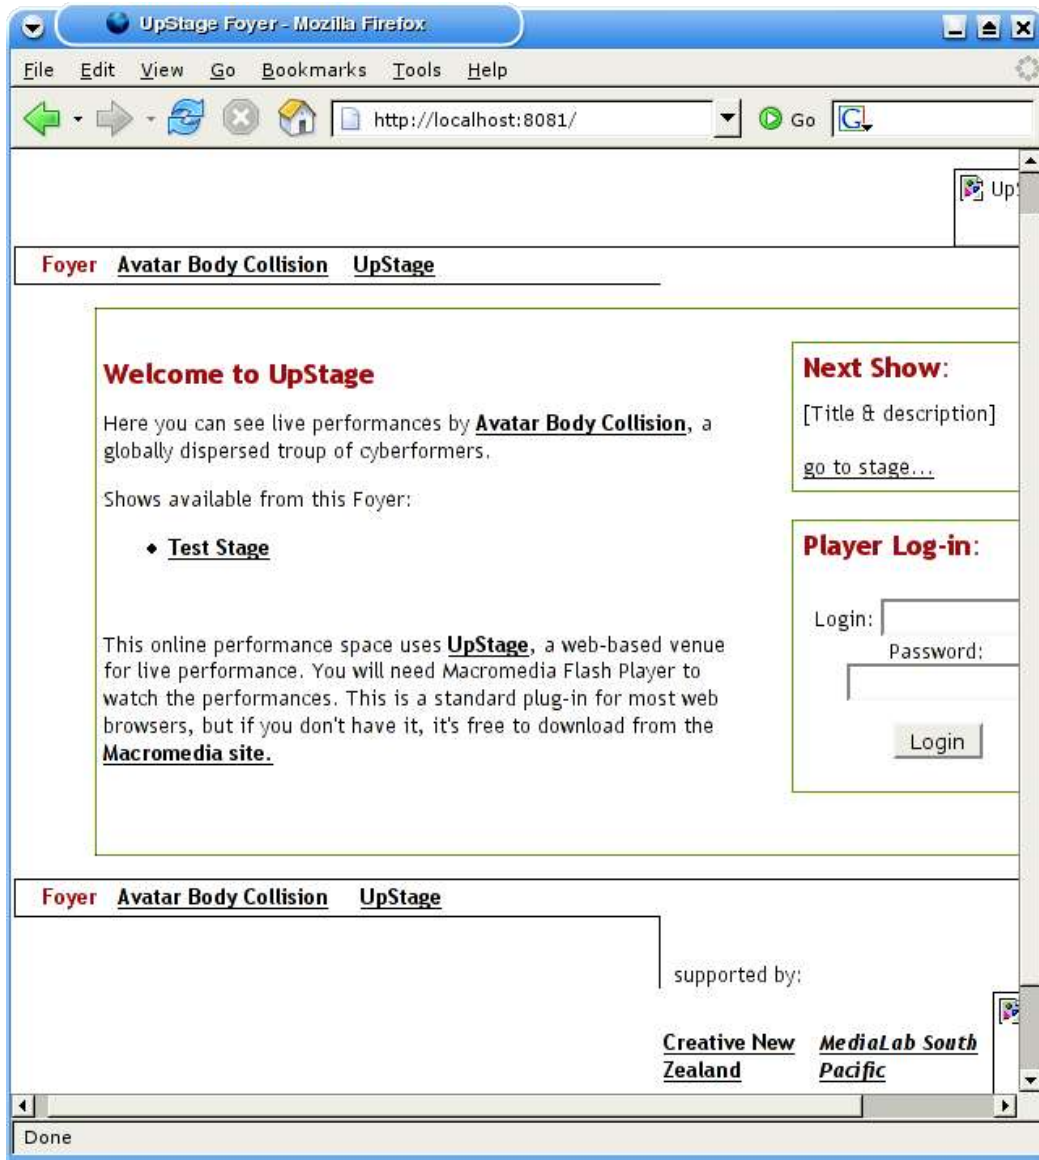 UpStage Foyer - Mozilla Firefox
File Edit View Go Bookmarks Tools Help
http://localhost:8081/
Go
G
UpS
Foyer Avatar Body Collision UpStage
Welcome to UpStage
Here you can see live performances by Avatar Body Collision, a
globally dispersed troup of cyberformers.
Shows available from this Foyer:
Test Stage
This online performance space uses UpStage, a web-based venue
for live performance. You will need Macromedia Flash Player to
watch the performances. This is a standard plug-in for most web
browsers, but if you don't have it, it's free to download from the
Macromedia site.
Next Show:
[Title & description]
go to stage...
Player Log-in:
Login:
Password:
Login
Foyer Avatar Body Collision UpStage
supported by:
Creative New
Zealand
MediaLab South
Pacific
Done